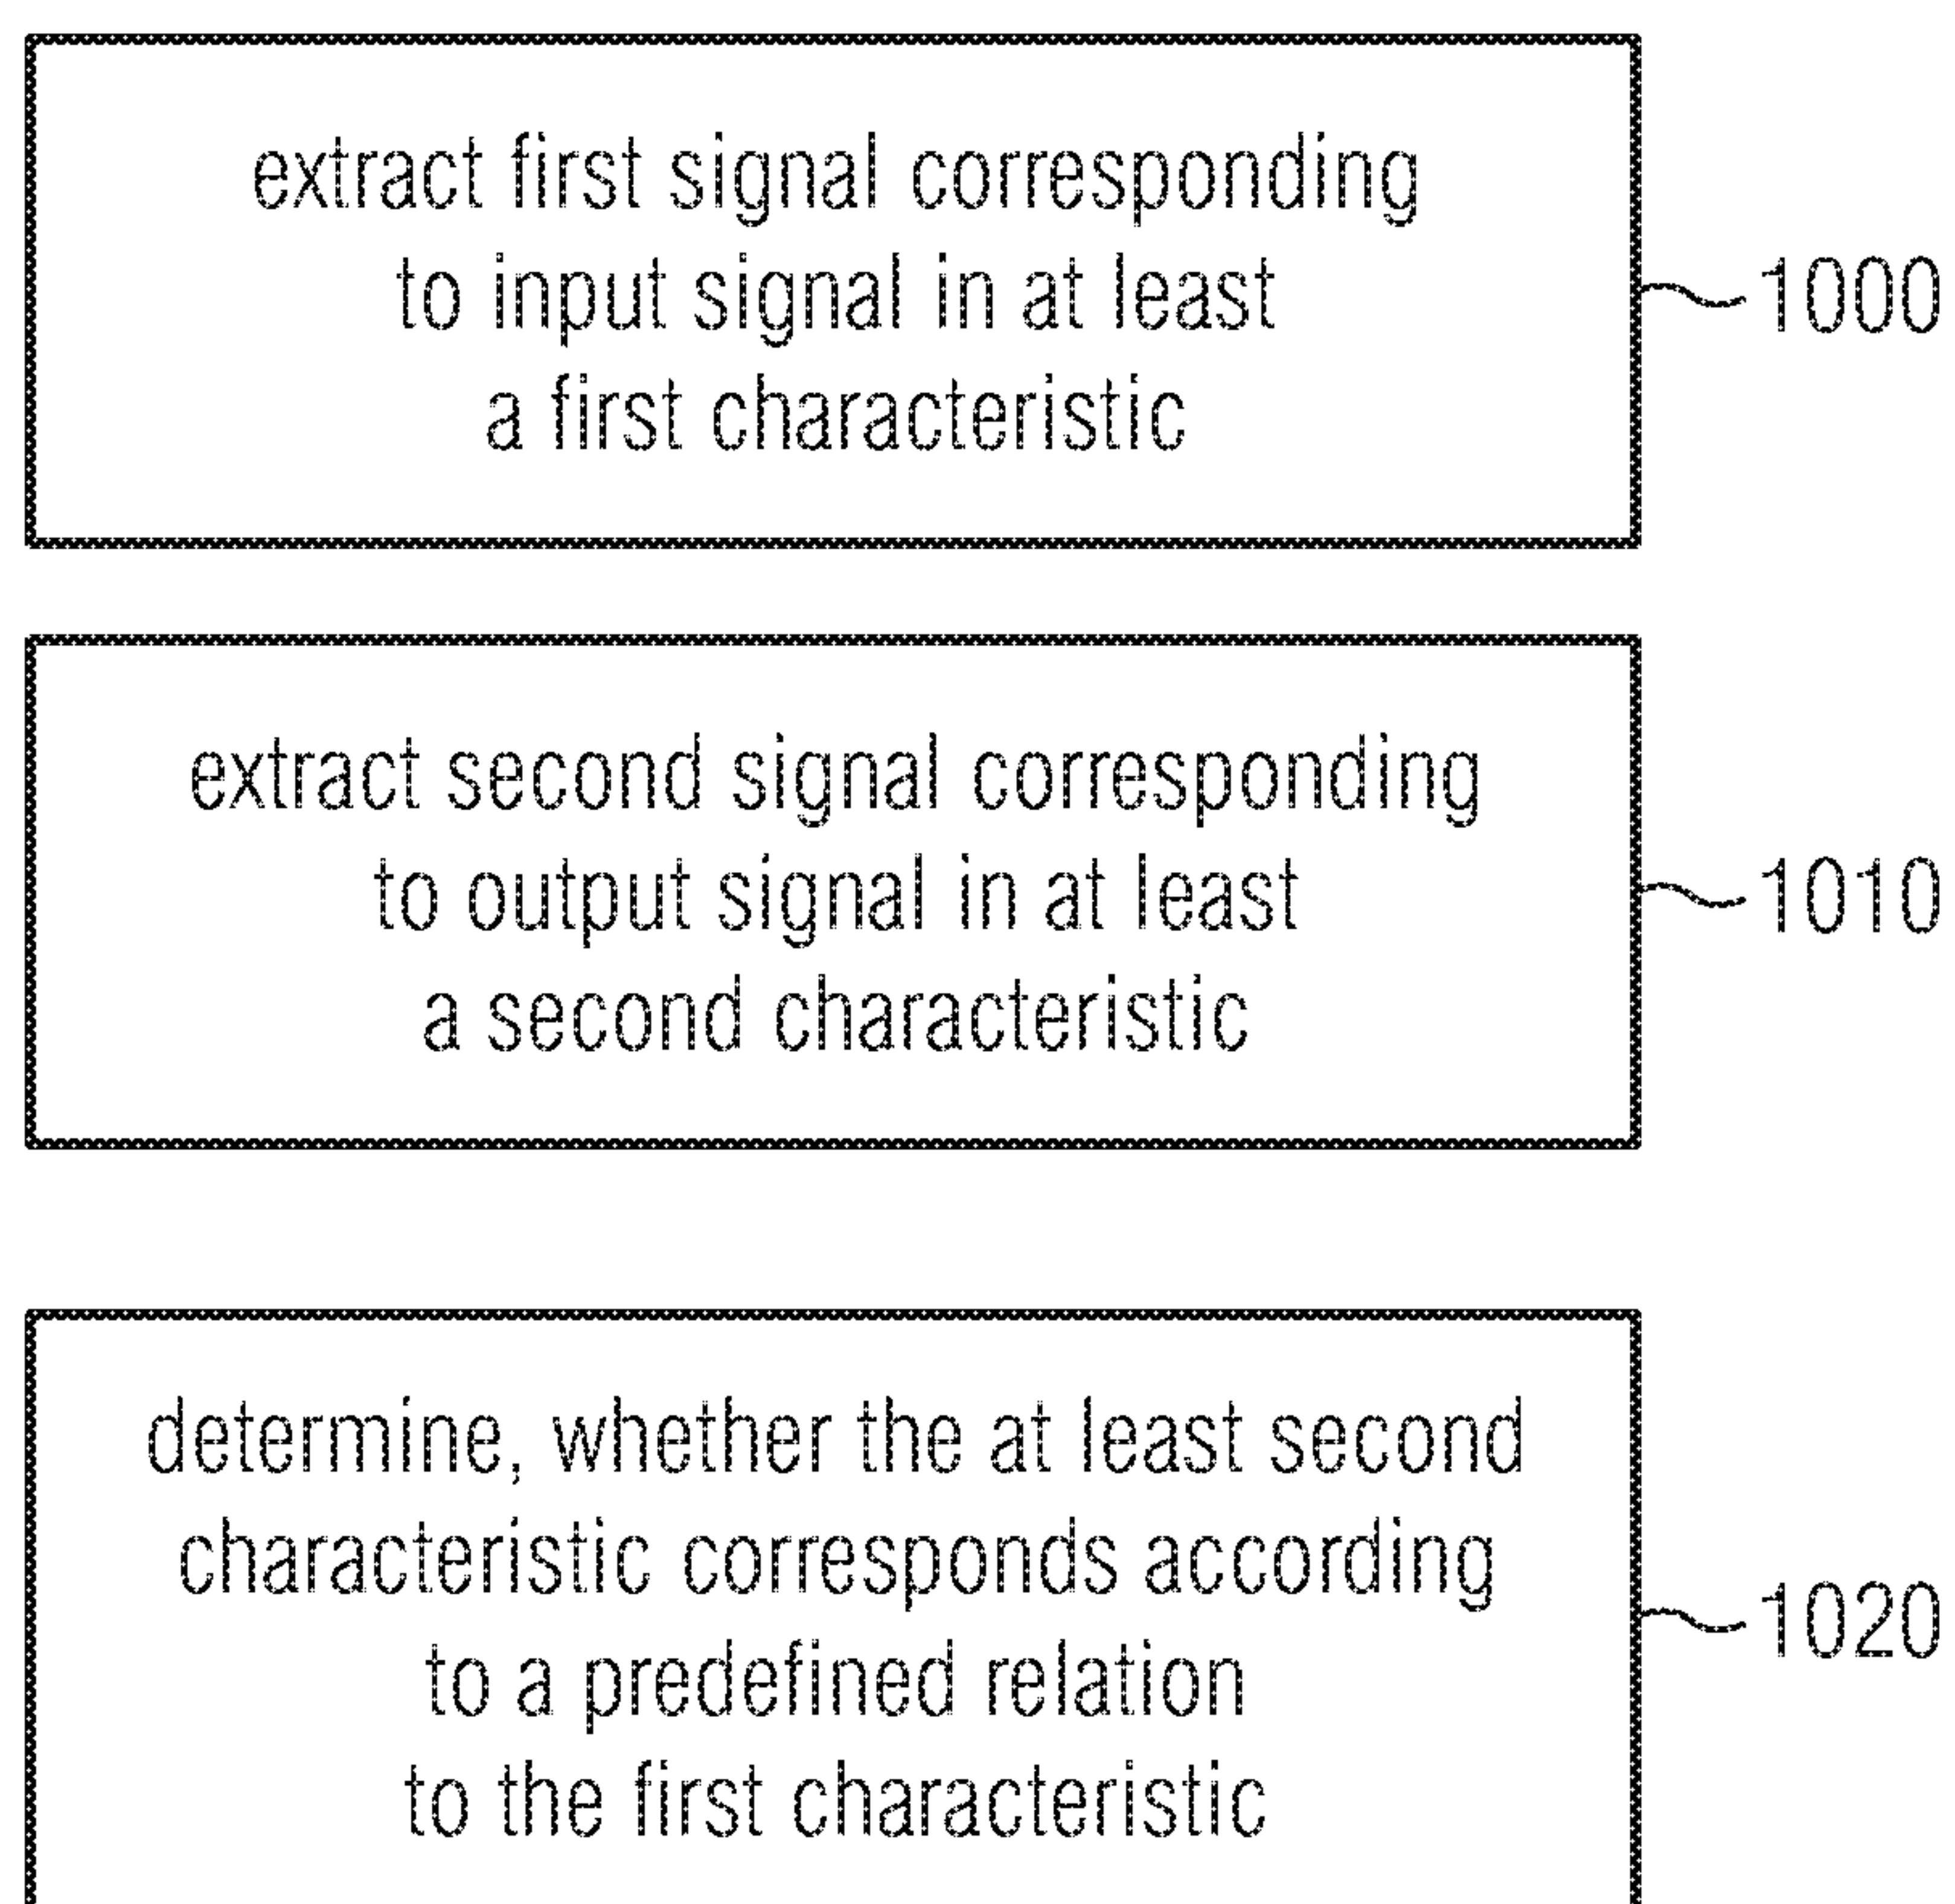 extract first signal corresponding
to input signal in at least
a first characteristic
1000
extract second signal corresponding
to output signal in at least
a second characteristic
1010
determine, whether the at least second
characteristic corresponds according
to a predefined relation
to the first characteristic
1020